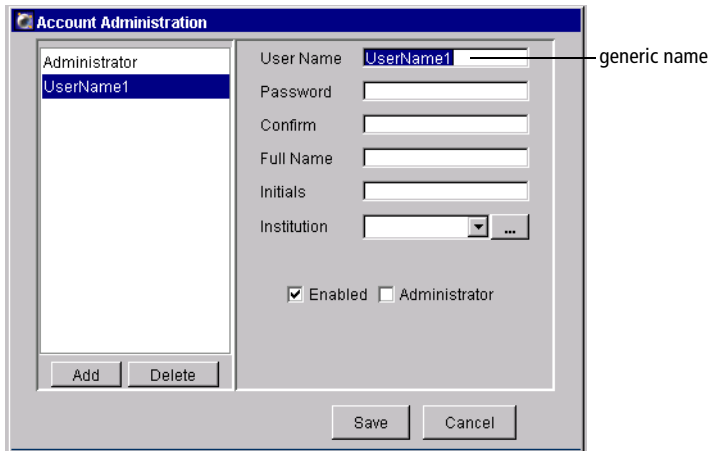 Account Administration
Administrator
UserName1
Add Delete
User Name UserName1
generic name
Password
Confirm
Full Name
Initials
Institution ...
Enabled Administrator
Save Cancel